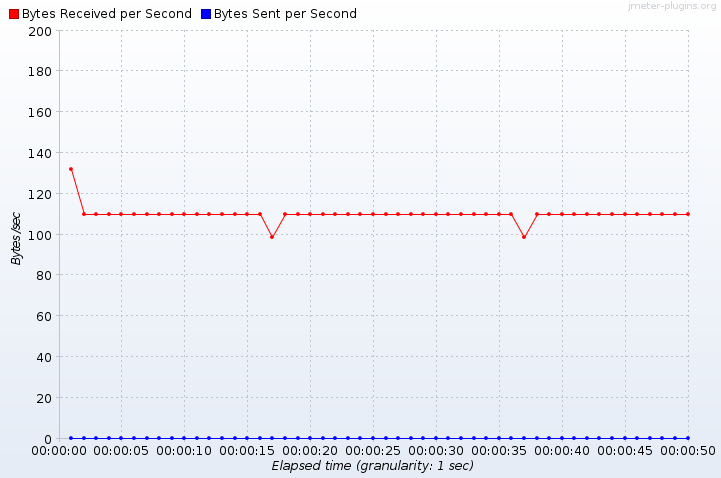 jmeter-plugins.org
Bytes Received per Second Bytes Sent per Second
200
180
160
140
120
100
80
60
40
20
0
Bytes/sec
00:00:00 00:00:05 00:00:10 00:00:15 00:00:20 00:00:25 00:00:30 00:00:35 00:00:40 00:00:45 00:00:50
Elapsed time (granularity: 1 sec)